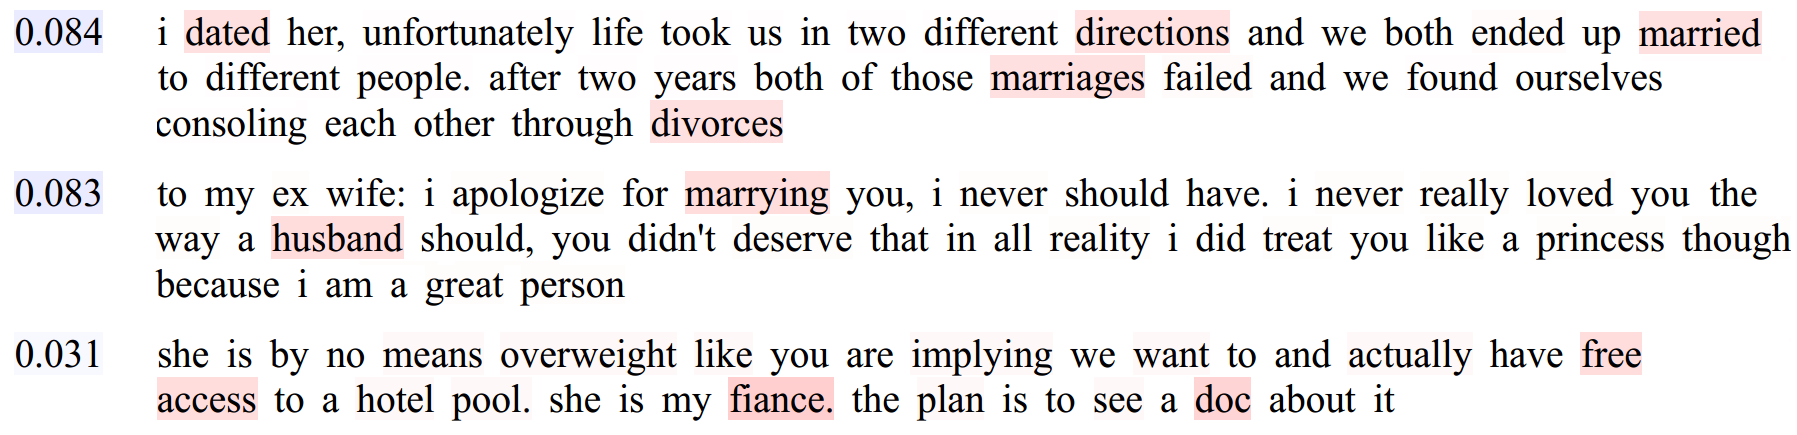 0.084 i dated her, unfortunately life took us in two different directions and we both ended up married
to different people. after two years both of those marriages failed and we found ourselves
consoling each other through divorces
0.083 to my ex wife: i apologize for marrying you, i never should have. i never really loved you the
way a husband should, you didn't deserve that in all reality i did treat you like a princess though
because i am a great person
0.031 she is by no means overweight like you are implying we want to and actually have free
access to a hotel pool. she is my fiance. the plan is to see a doc about it